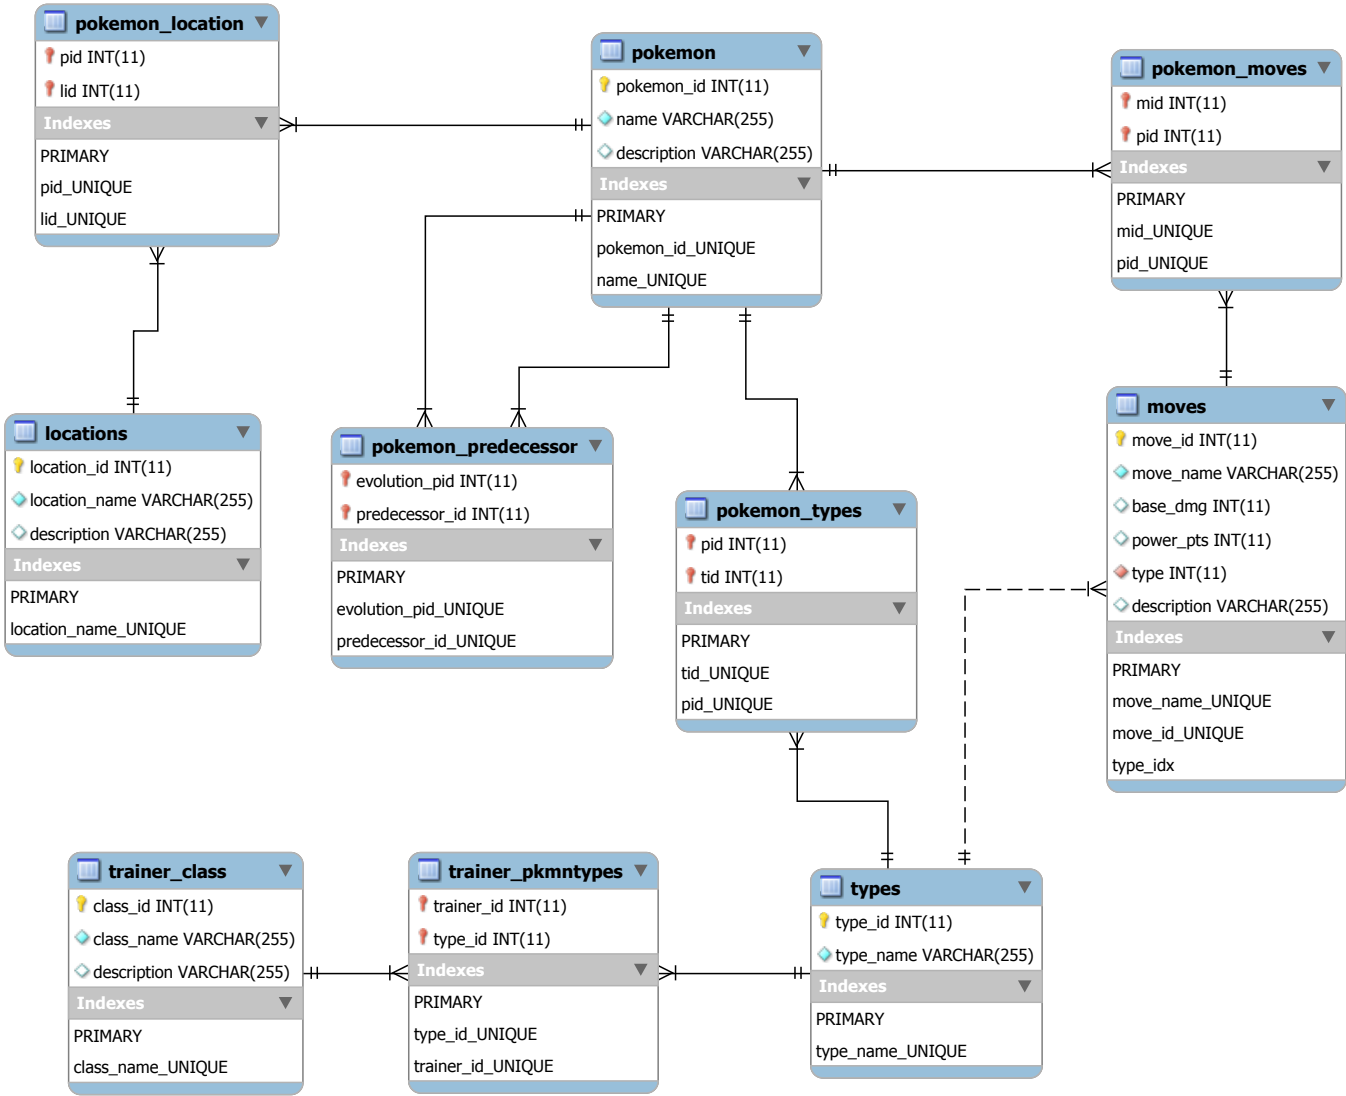 pokemon_location
pid INT(11)
lid INT(11)
Indexes
PRIMARY
pid_UNIQUE
lid_UNIQUE
pokemon
pokemon_id INT(11)
name VARCHAR(255)
description VARCHAR(255)
Indexes
PRIMARY
pokemon_id_UNIQUE
name_UNIQUE
pokemon_moves
mid INT(11)
pid INT(11)
Indexes
PRIMARY
mid_UNIQUE
pid_UNIQUE
locations
location_id INT(11)
location_name VARCHAR(255)
description VARCHAR(255)
Indexes
PRIMARY
location_name_UNIQUE
pokemon_predecessor
evolution_pid INT(11)
predecessor_id INT(11)
Indexes
PRIMARY
evolution_pid_UNIQUE
predecessor_id_UNIQUE
pokemon_types
pid INT(11)
tid INT(11)
Indexes
PRIMARY
tid_UNIQUE
pid_UNIQUE
moves
move_id INT(11)
move_name VARCHAR(255)
base_dmg INT(11)
power_pts INT(11)
type INT(11)
description VARCHAR(255)
Indexes
PRIMARY
move_name_UNIQUE
move_id_UNIQUE
type_idx
trainer_class
class_id INT(11)
class_name VARCHAR(255)
description VARCHAR(255)
Indexes
PRIMARY
class_name_UNIQUE
trainer_pkmntypes
trainer_id INT(11)
type_id INT(11)
Indexes
PRIMARY
type_id_UNIQUE
trainer_id_UNIQUE
types
type_id INT(11)
type_name VARCHAR(255)
Indexes
PRIMARY
type_name_UNIQUE